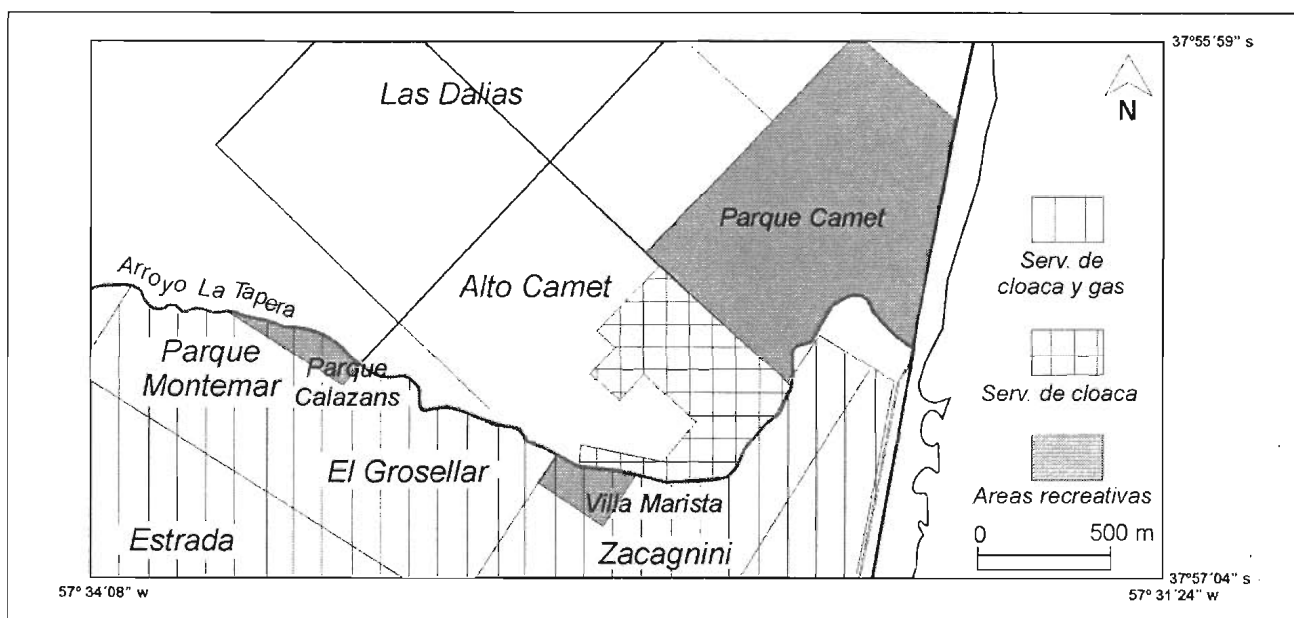 37°55´59” s
Las Dalias
N
Parque Camet
Arroyo La Tapera
Alto Camet
Serv. de
cloaca y gas
Parque
Montemar
Parque
Calazans
Serv. de cloaca
El Grosellar
Villa Marista
Areas recreativas
Estrada
Zacagnini
0 500 m
37°57´04” s
57° 34´08” w
57° 31´24” w